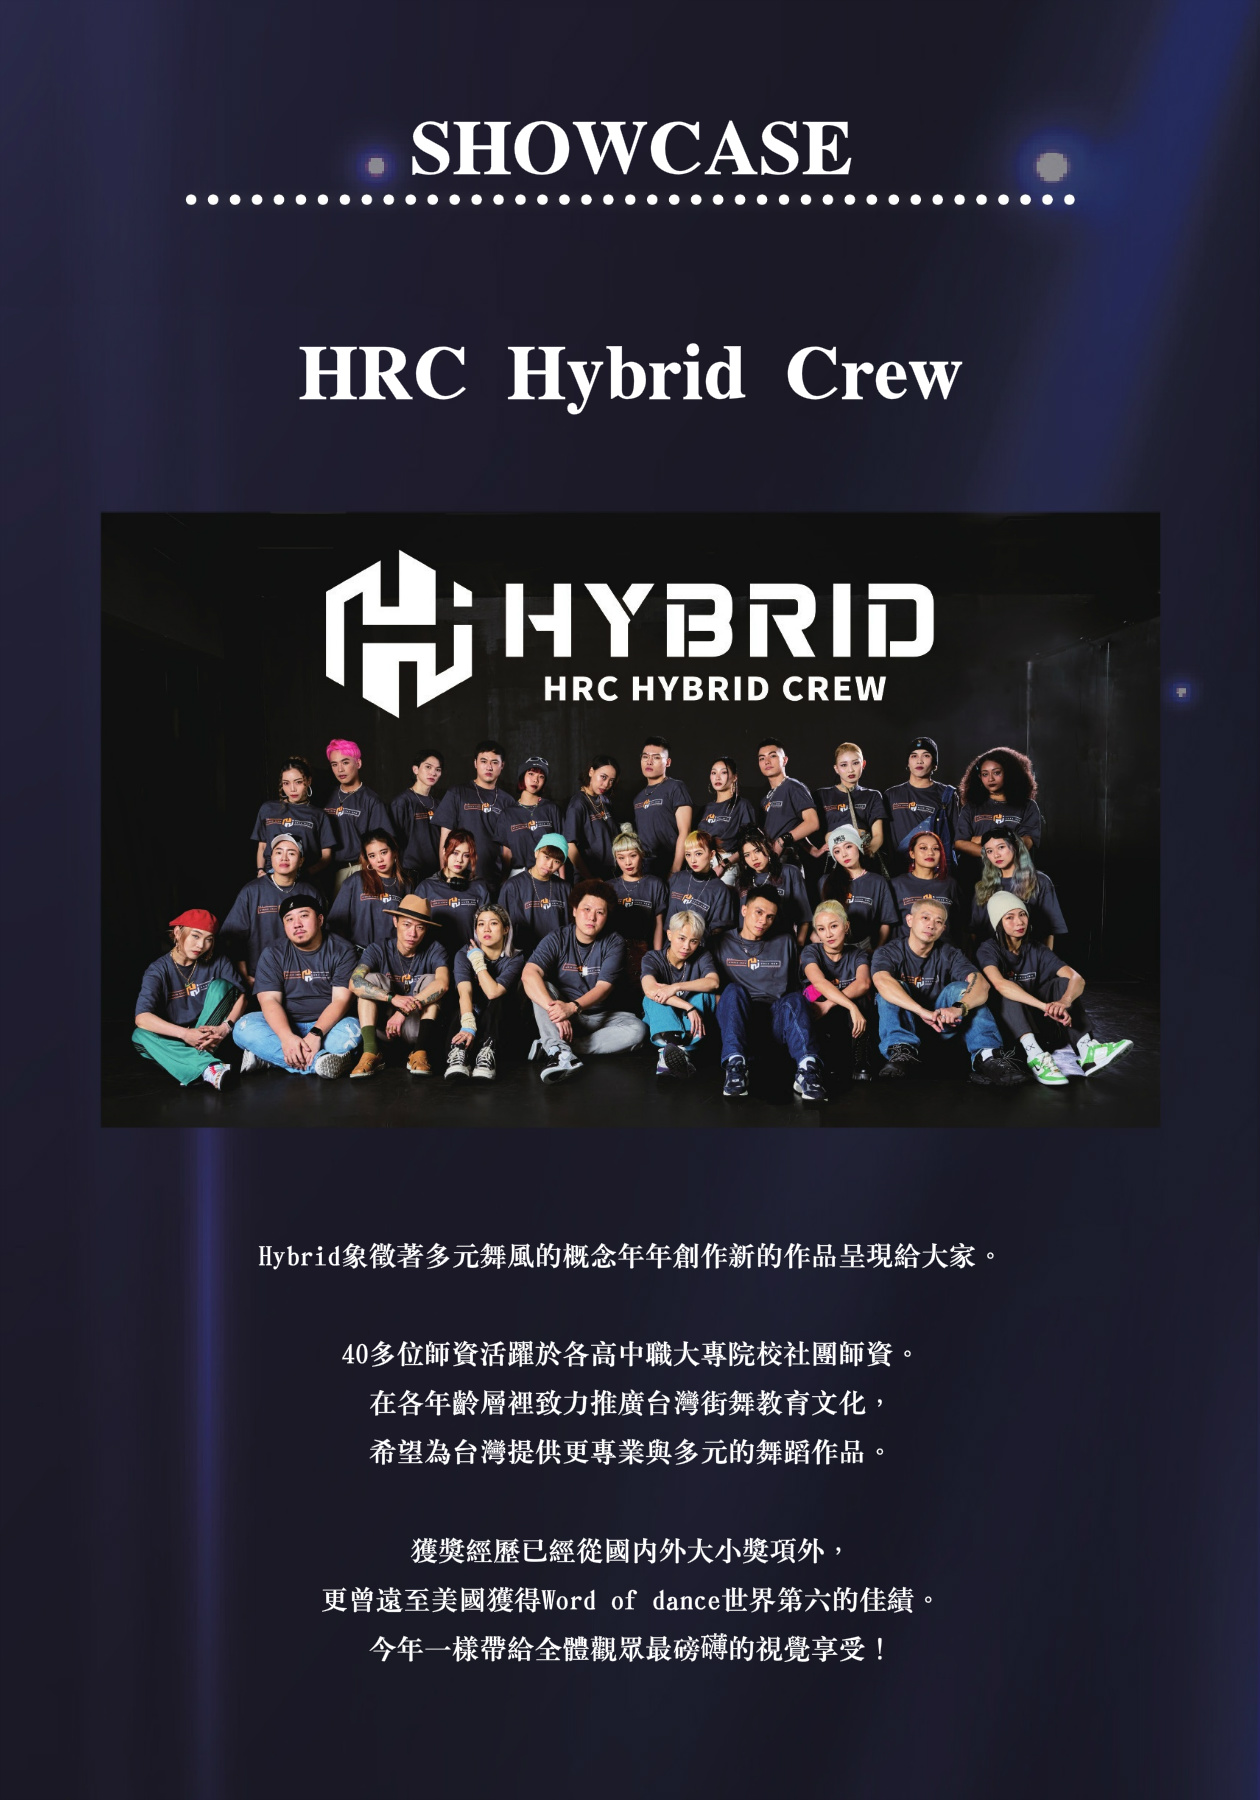 SHOWCASE
HRC Hybrid Crew
HYBRID
HRC HYBRID CREW
Hybrid象徵著多元舞風的概念年年創作新的作品呈現給大家。
40多位師資活躍於各高中職大專院校社團師資。
在各年齡層裡致力推廣台灣街舞教育文化，
希望為台灣提供更專業與多元的舞蹈作品。
獲獎經歷已經從國內外大小獎項外，
更曾遠至美國獲得Word of dance世界第六的佳績。
今年一樣帶給全體觀眾最磅礡的視覺享受！